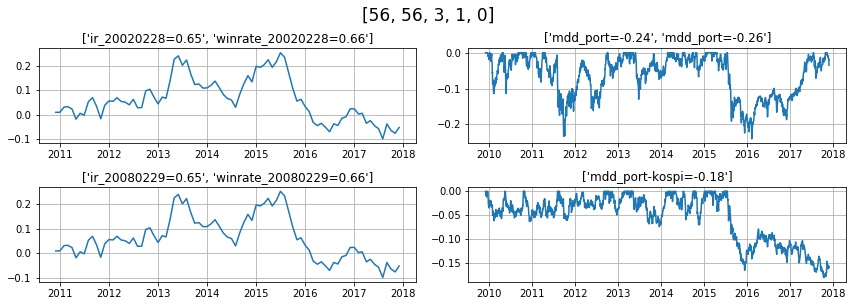 [56, 56, 3, 1, 0]
['ir_20020228=0.65', 'winrate_20020228=0.66']
0.2
0.1
0.0
−0.1
2011 2012 2013 2014 2015 2016 2017 2018
['mdd_port=-0.24', 'mdd_port=-0.26']
0.0
−0.1
−0.2
2010 2011 2012 2013 2014 2015 2016 2017 2018
['ir_20080229=0.65', 'winrate_20080229=0.66']
0.2
0.1
0.0
−0.1
2011 2012 2013 2014 2015 2016 2017 2018
['mdd_port-kospi=-0.18']
0.00
−0.05
−0.10
−0.15
2010 2011 2012 2013 2014 2015 2016 2017 2018